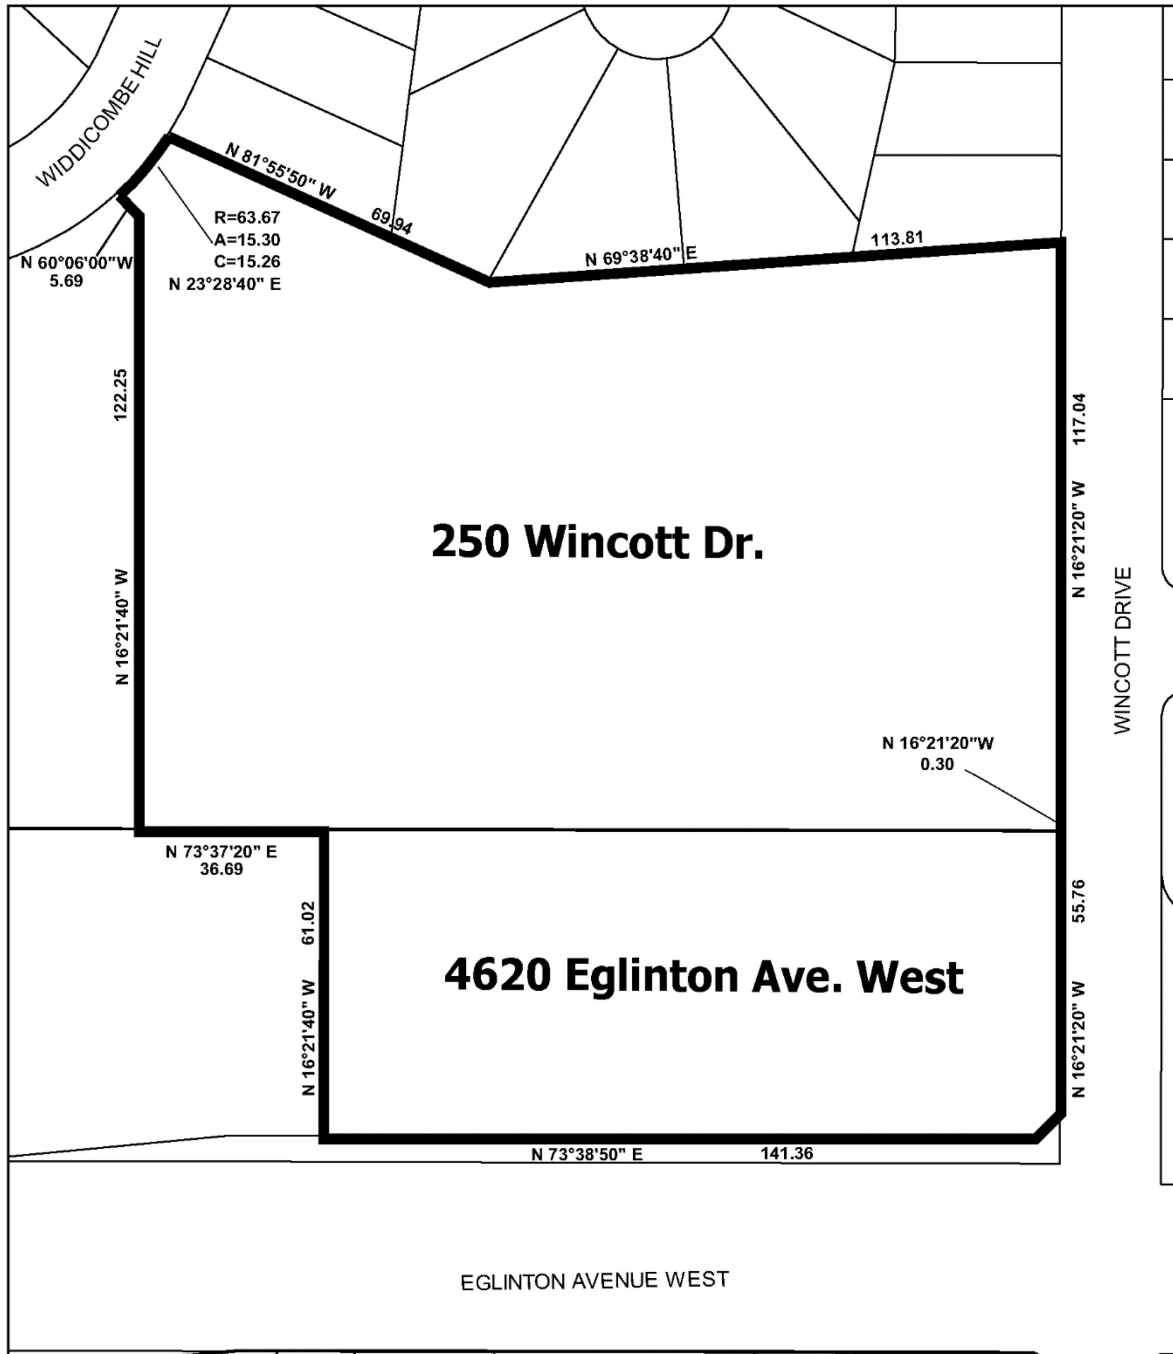 WIDDICOMBE HILL
N 81°55'50" W
69.94
R=63.67
A=15.30
C=15.26
N 23°28'40" E
N 60°06'00"W
5.69
N 69°38'40" E
113.81
122.25
N 16°21'40" W
117.04
N 16°21'20" W
250 Wincott Dr.
WINCOTT DRIVE
N 16°21'20"W
0.30
N 73°37'20" E
36.69
61.02
N 16°21'40" W
55.76
N 16°21'20" W
4620 Eglinton Ave. West
N 73°38'50" E
141.36
EGLINTON AVENUE WEST